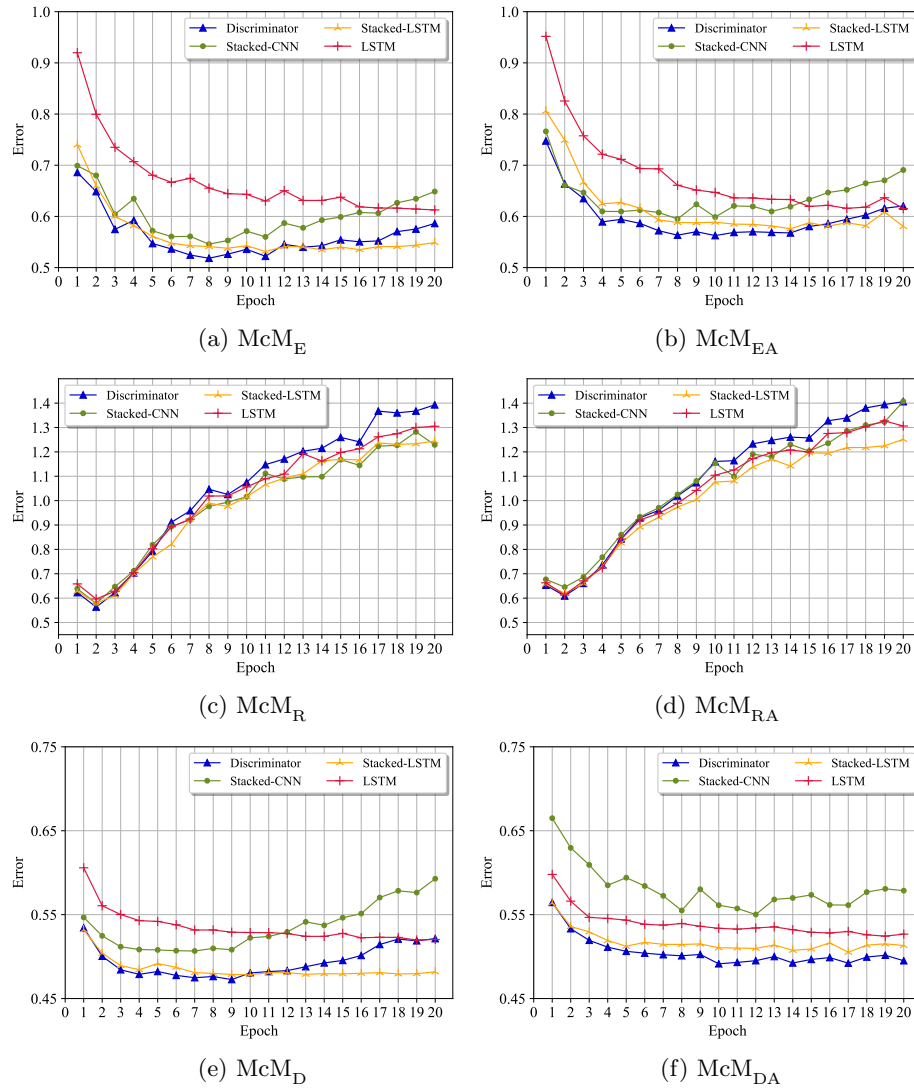 1.0
0.9
0.8
0.7
0.6
0.5
Error
0 1 2 3 4 5 6 7 8 9 10 11 12 13 14 15 16 17 18 19 20
Epoch
Discriminator
Stacked-CNN
Stacked-LSTM
LSTM
(a) McM_E
1.0
0.9
0.8
0.7
0.6
0.5
Error
0 1 2 3 4 5 6 7 8 9 10 11 12 13 14 15 16 17 18 19 20
Epoch
Discriminator
Stacked-CNN
Stacked-LSTM
LSTM
(b) McM_EA
1.4
1.3
1.2
1.1
1.0
0.9
0.8
0.7
0.6
0.5
Error
0 1 2 3 4 5 6 7 8 9 10 11 12 13 14 15 16 17 18 19 20
Epoch
Discriminator
Stacked-CNN
Stacked-LSTM
LSTM
(c) McM_R
1.4
1.3
1.2
1.1
1.0
0.9
0.8
0.7
0.6
0.5
Error
0 1 2 3 4 5 6 7 8 9 10 11 12 13 14 15 16 17 18 19 20
Epoch
Discriminator
Stacked-CNN
Stacked-LSTM
LSTM
(d) McM_RA
0.75
0.65
0.55
0.45
Error
0 1 2 3 4 5 6 7 8 9 10 11 12 13 14 15 16 17 18 19 20
Epoch
Discriminator
Stacked-CNN
Stacked-LSTM
LSTM
(e) McM_D
0.75
0.65
0.55
0.45
Error
0 1 2 3 4 5 6 7 8 9 10 11 12 13 14 15 16 17 18 19 20
Epoch
Discriminator
Stacked-CNN
Stacked-LSTM
LSTM
(f) McM_DA